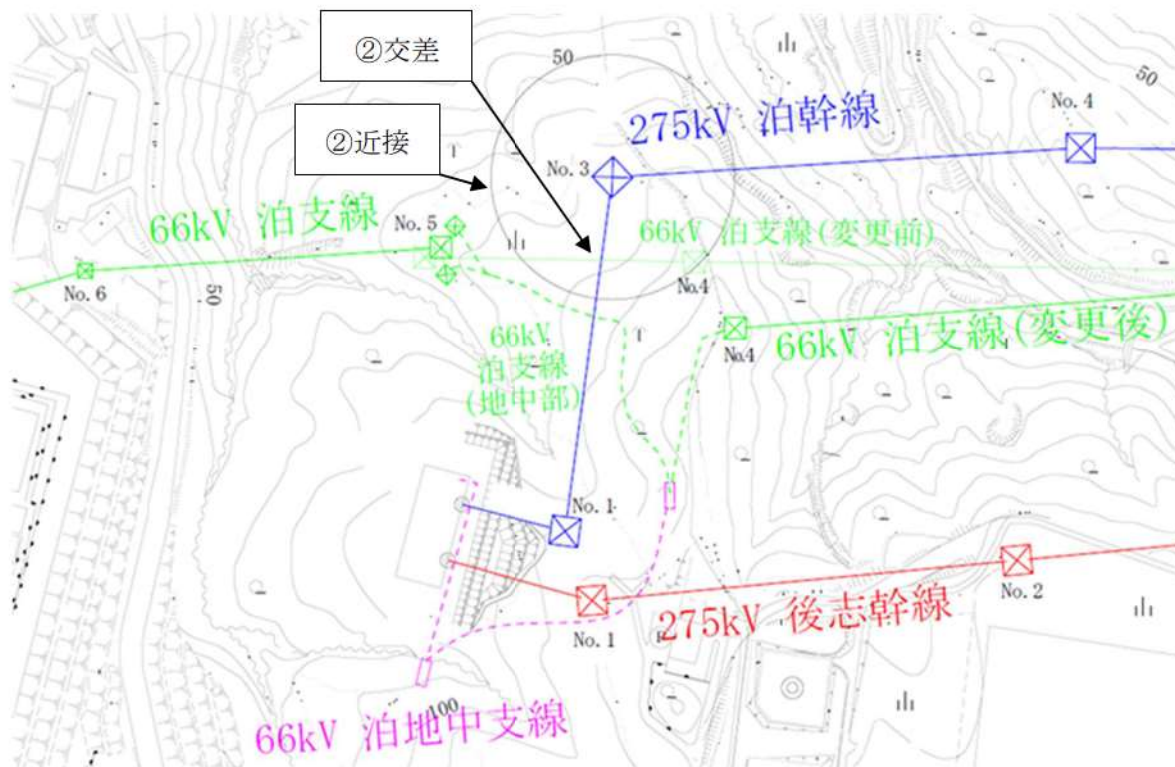 ②交差
50
50
②近接
275kV 泊幹線
No.4
No.3
66kV 泊支線
No.5
66kV 泊支線(変更前)
No.4
No.6
50
No.4
66kV 泊支線(変更後)
66kV
泊支線
(地中部)
No.1
No.2
No.1
275kV 後志幹線
100
66kV 泊地中支線